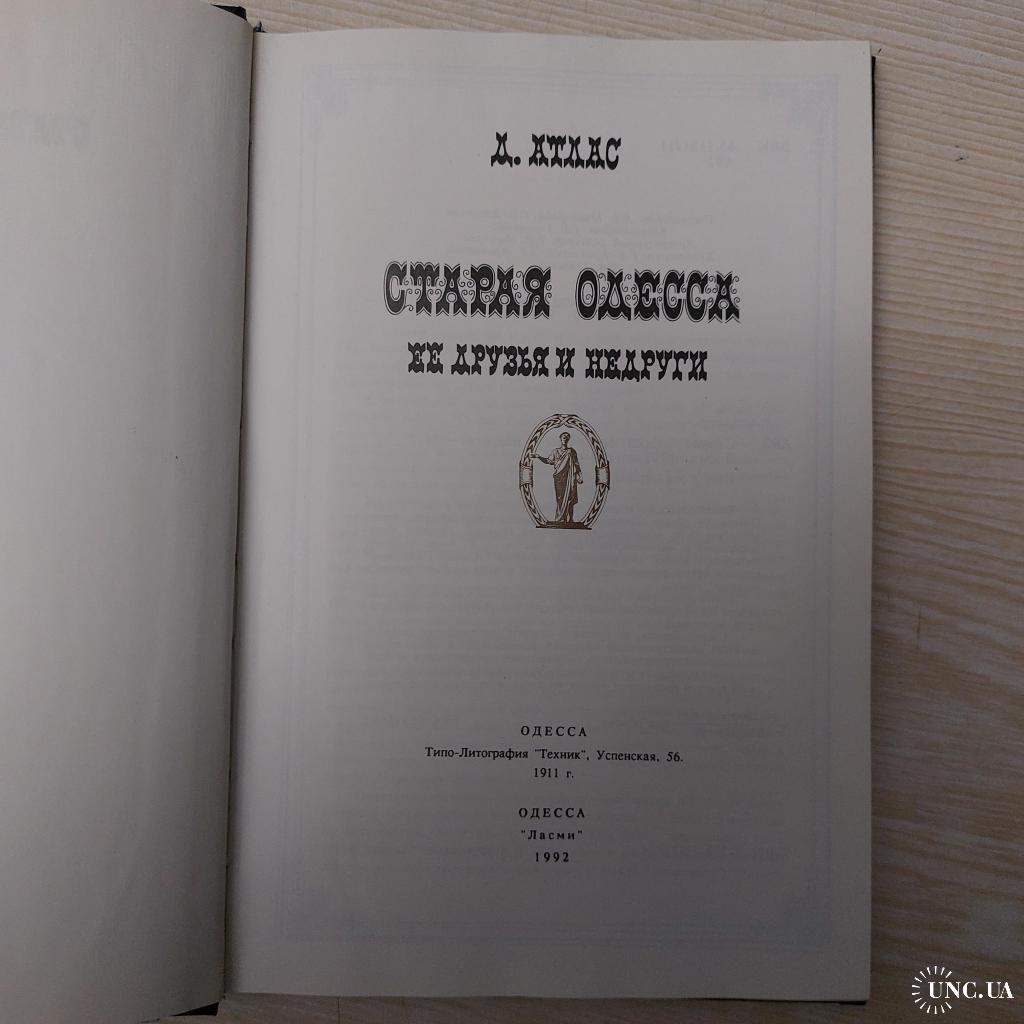 Д. АТЛАС
СТАРАЯ ОДЕССА
ЕЕ ДРУЗЬЯ И НЕДРУГИ
ОДЕССА
Типо-Литография "Техник", Успенская, 56.
1911 г.
ОДЕССА
"Ласми"
1992
UNC.UA